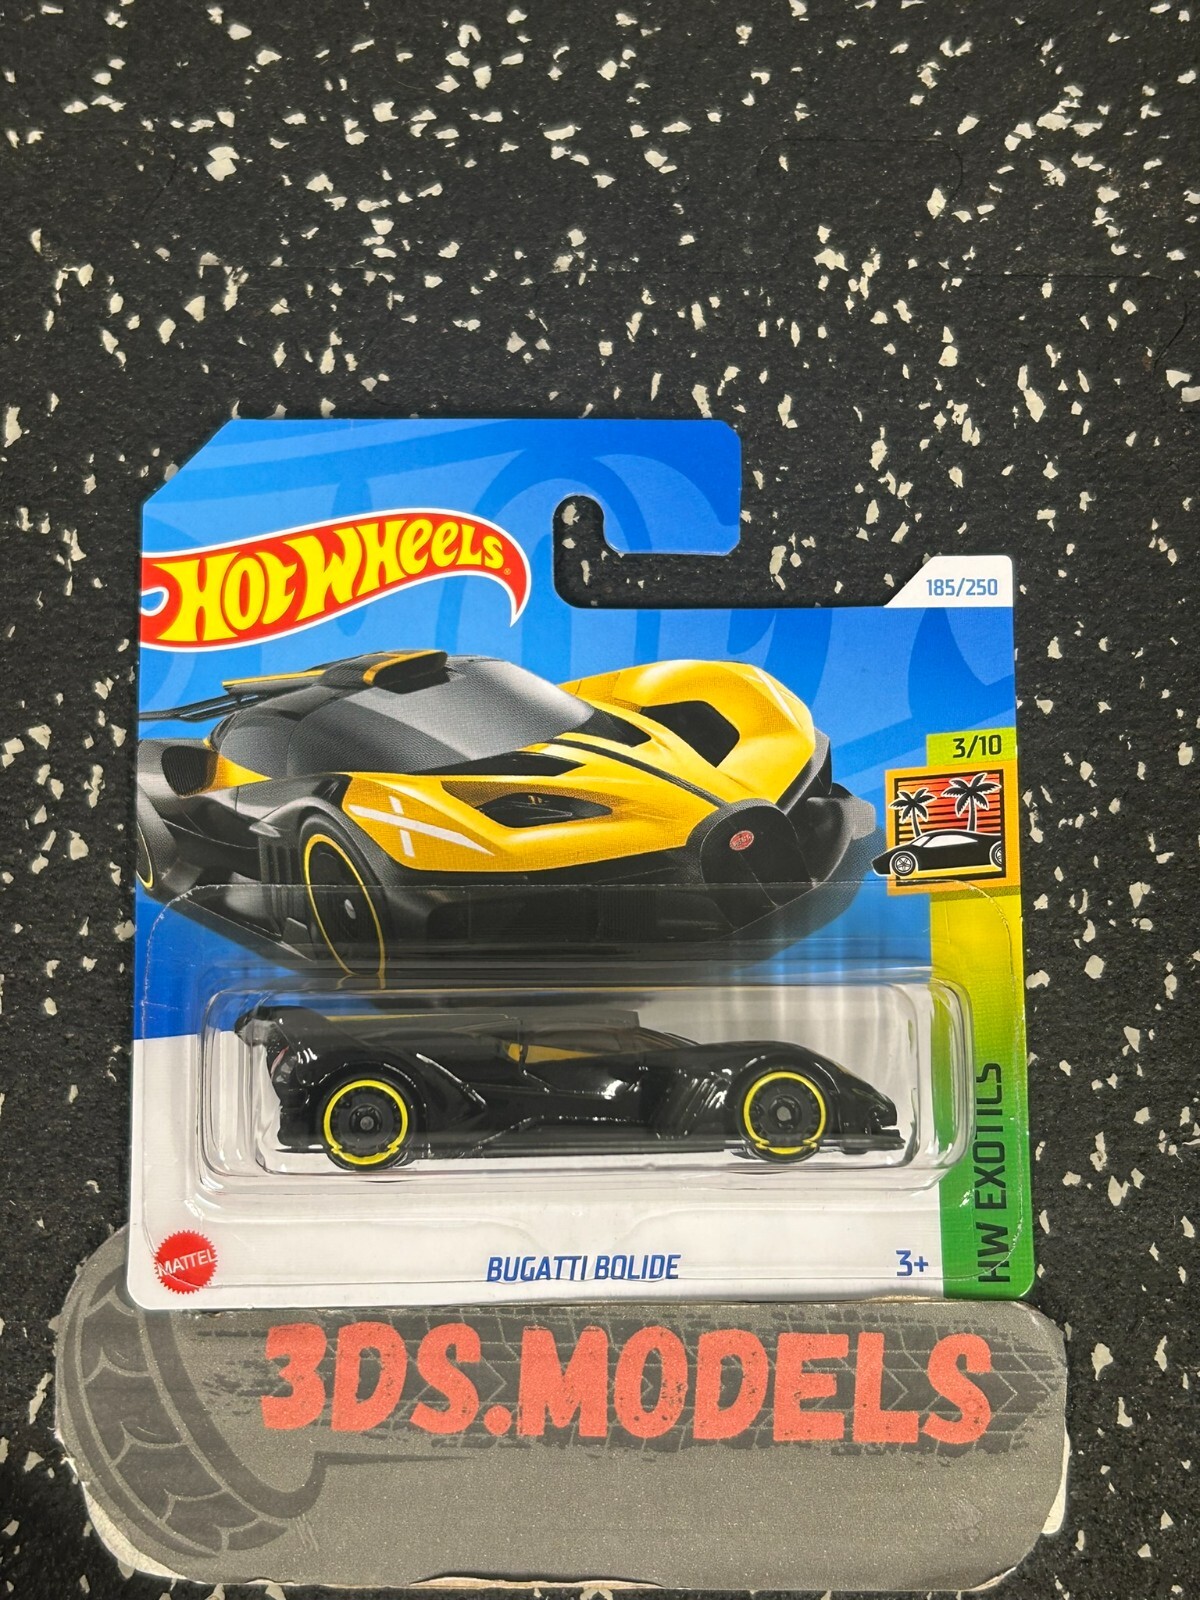 HOT WHEELS®
185/250
3/10
HW EXOTICS
MATTEL
BUGATTI BOLIDE
3+
3DS.MODELS